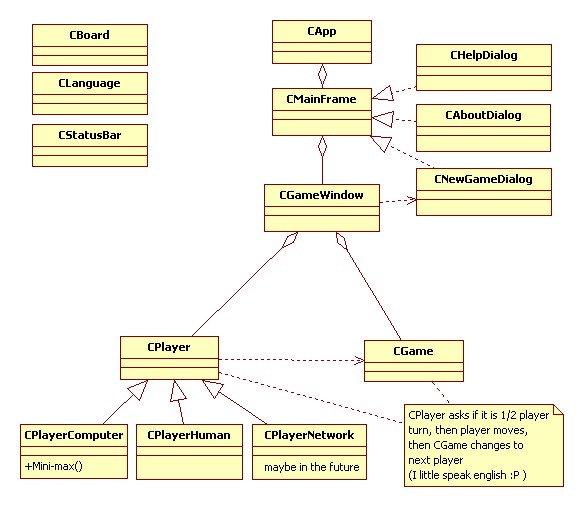 CBoard
CLanguage
CStatusBar
CApp
CMainFrame
CHelpDialog
CAboutDialog
CNewGameDialog
CGameWindow
CPlayer
CGame
CPlayerComputer
+Mini-max()
CPlayerHuman
CPlayerNetwork
maybe in the future
CPlayer asks if it is 1/2 player
turn, then player moves,
then CGame changes to
next player
(I little speak english :P )